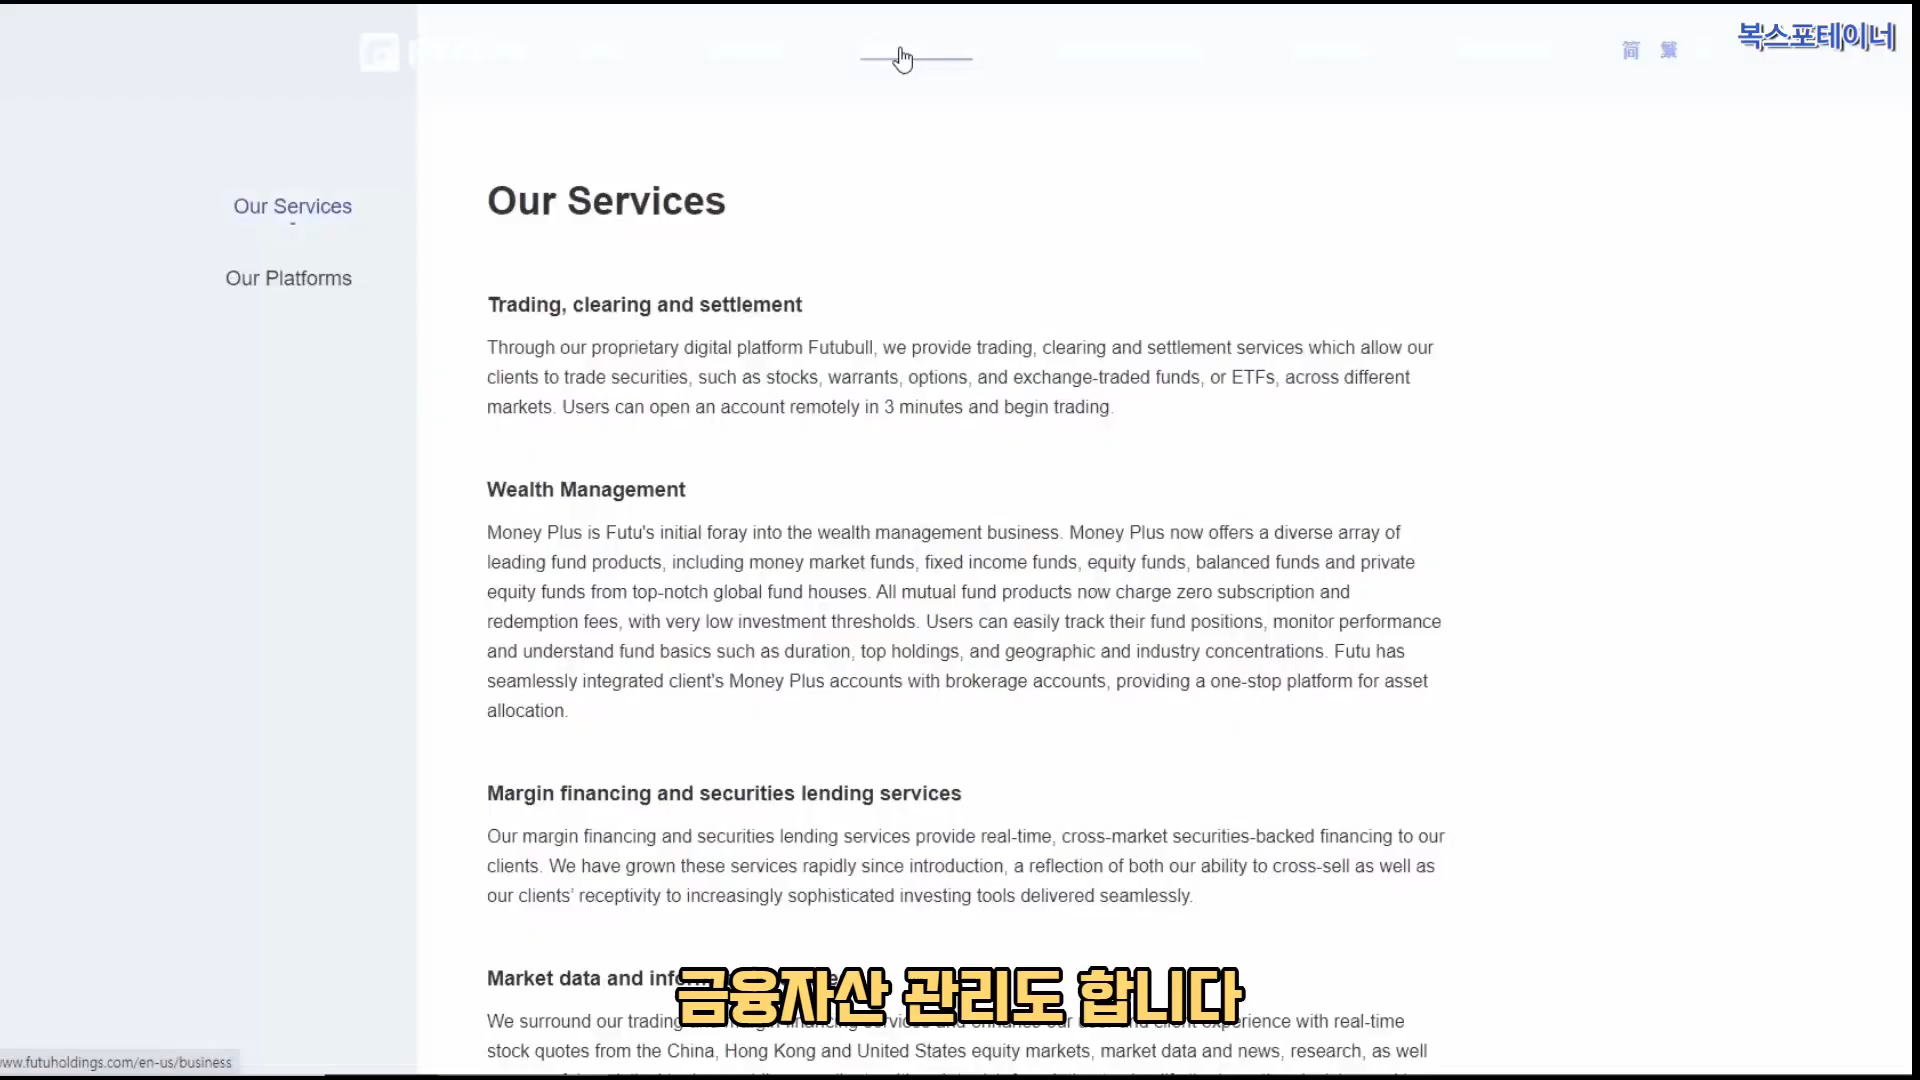 简 繁
복스포테이너
Our Services
Our Platforms
Our Services
Trading, clearing and settlement
Through our proprietary digital platform Futubull, we provide trading, clearing and settlement services which allow our
clients to trade securities, such as stocks, warrants, options, and exchange-traded funds, or ETFs, across different
markets. Users can open an account remotely in 3 minutes and begin trading.
Wealth Management
Money Plus is Futu's initial foray into the wealth management business. Money Plus now offers a diverse array of
leading fund products, including money market funds, fixed income funds, equity funds, balanced funds and private
equity funds from top-notch global fund houses. All mutual fund products now charge zero subscription and
redemption fees, with very low investment thresholds. Users can easily track their fund positions, monitor performance
and understand fund basics such as duration, top holdings, and geographic and industry concentrations. Futu has
seamlessly integrated client's Money Plus accounts with brokerage accounts, providing a one-stop platform for asset
allocation.
Margin financing and securities lending services
Our margin financing and securities lending services provide real-time, cross-market securities-backed financing to our
clients. We have grown these services rapidly since introduction, a reflection of both our ability to cross-sell as well as
our clients' receptivity to increasingly sophisticated investing tools delivered seamlessly.
Market data and
금융자산 관리도 합니다
We surround our trading and margin financing services and enhance our user and client experience with real-time
stock quotes from the China, Hong Kong and United States equity markets, market data and news, research, as well
ww.futuholdings.com/en-us/business